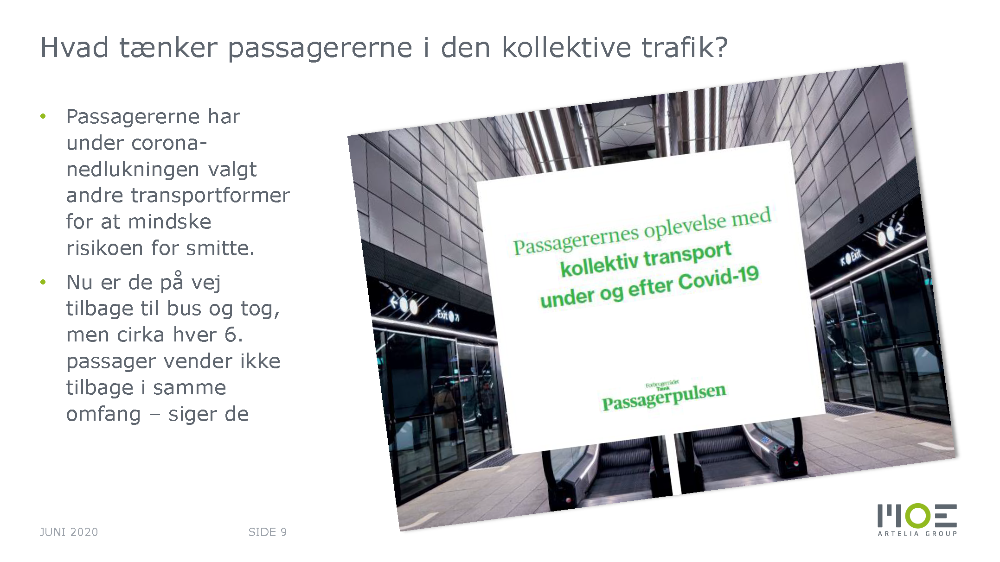 Hvad tænker passagererne i den kollektive trafik?
• Passagererne har
under corona-
nedlukningen valgt
andre transportformer
for at mindske
risikoen for smitte.
• Nu er de på vej
tilbage til bus og tog,
men cirka hver 6.
passager vender ikke
tilbage i samme
omfang – siger de
Passagerernes oplevelse med
kollektiv transport
under og efter Covid-19
Forbrugerrådet
Tænk
Passagerpulsen
Exit
Exit
JUNI 2020
SIDE 9
MOE
ARTELIA GROUP